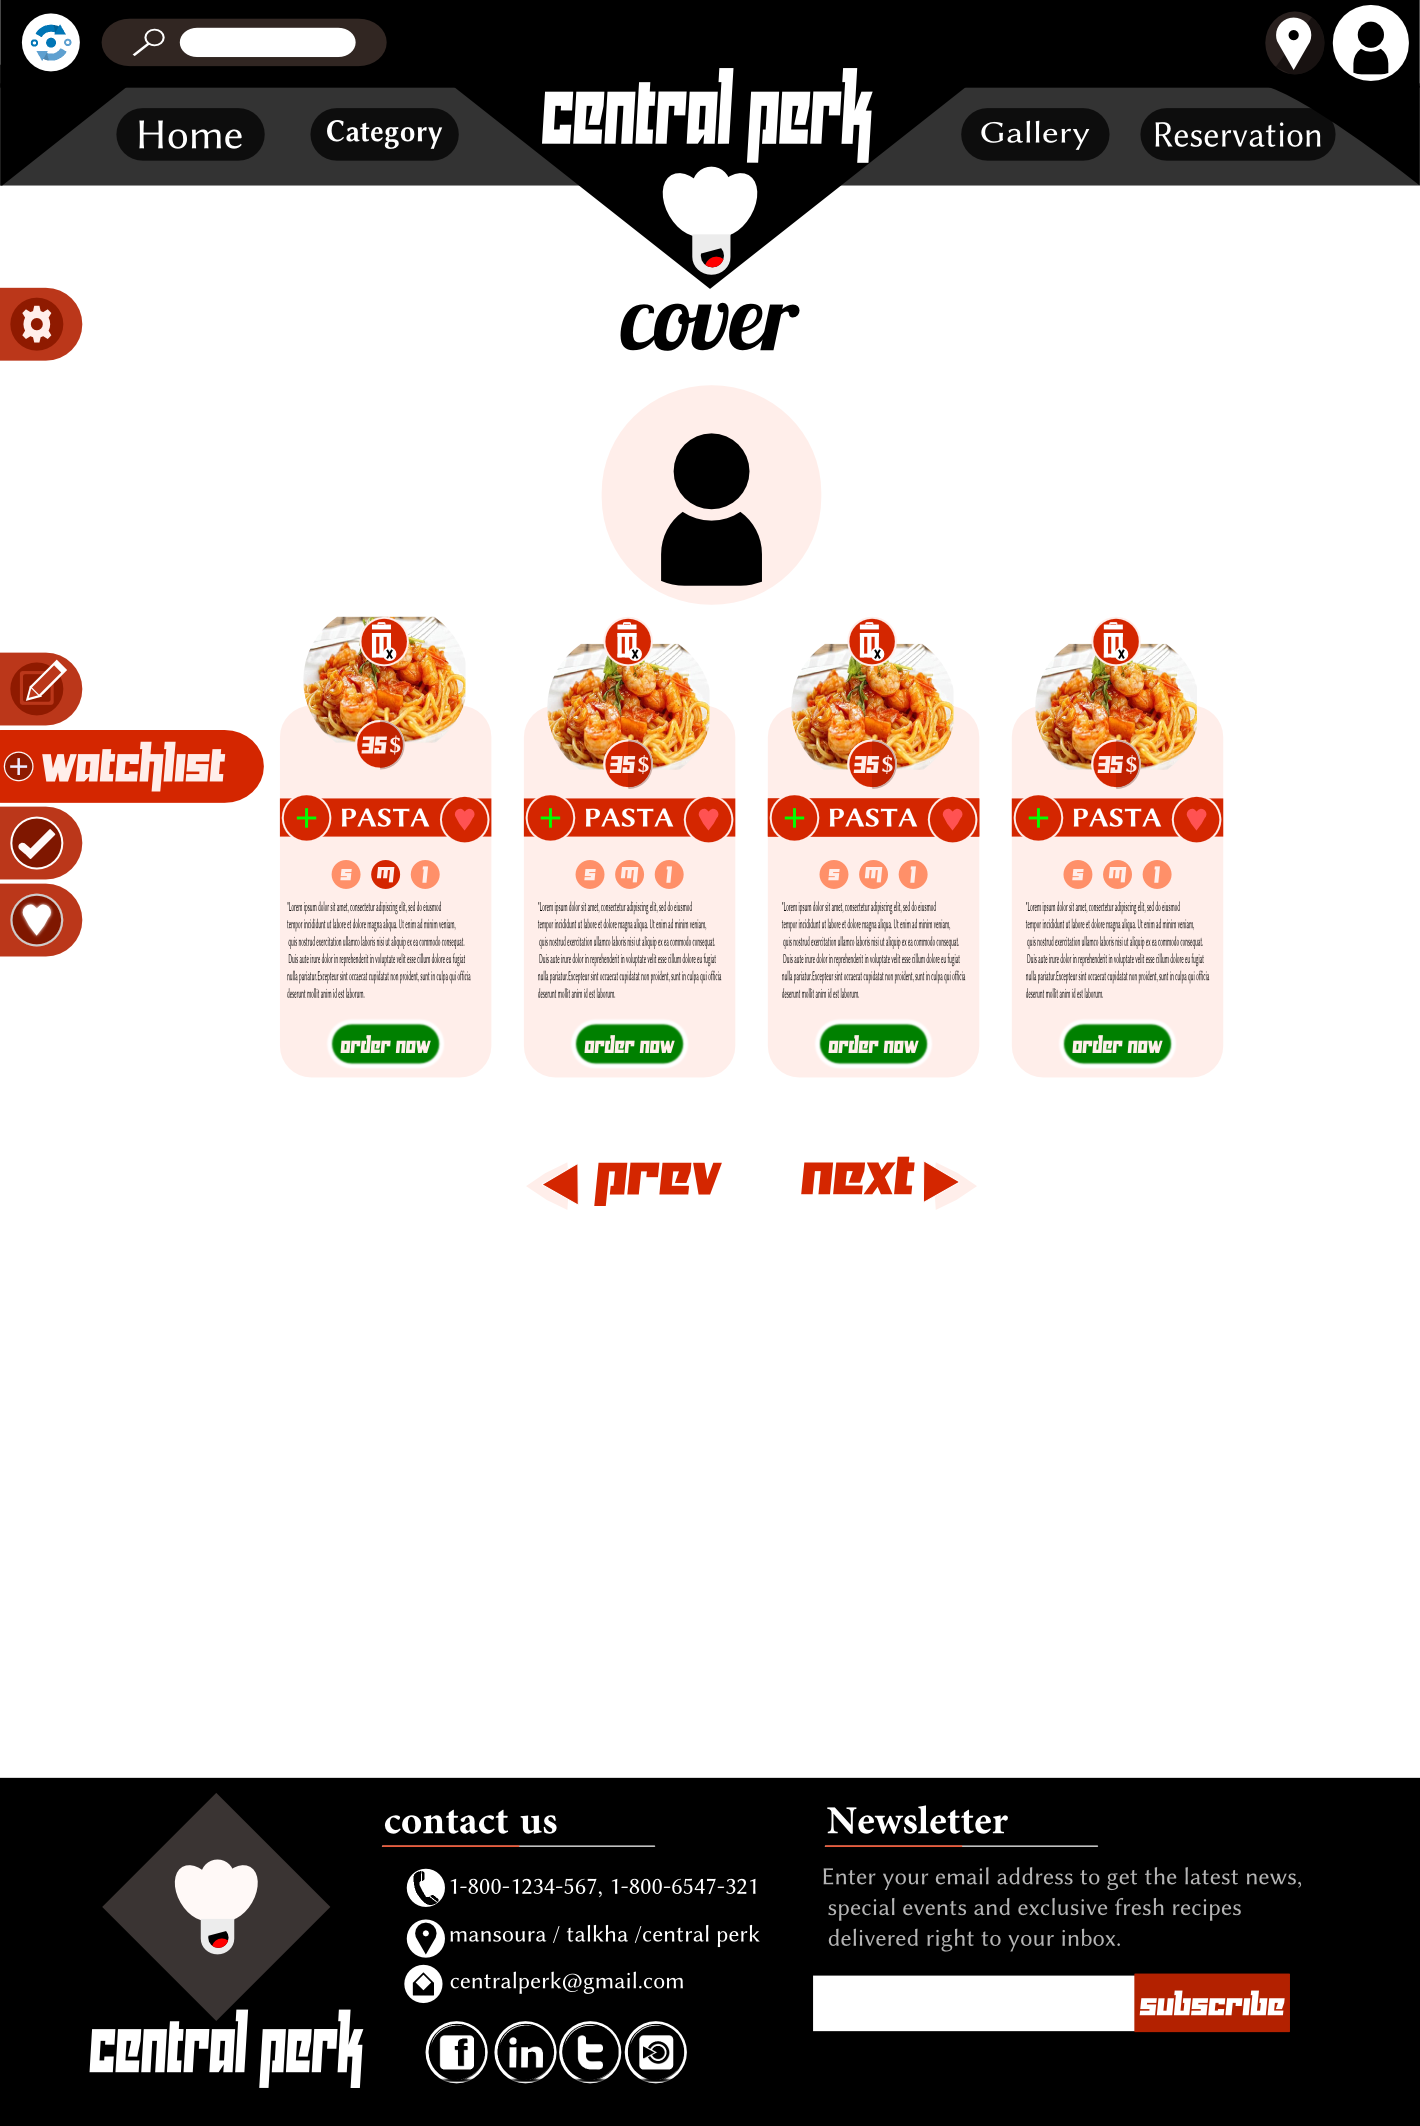 central perk
Home
Category
Gallery
Reservation
cover
watchlist
35$
35$
35$
35$
PASTA
PASTA
PASTA
PASTA
s m l
s m l
s m l
s m l
"Lorem ipsum dolor sit amet, consectetur adipiscing elit, sed do eiusmod
tempor incididunt ut labore et dolore magna aliqua. Ut enim ad minim veniam,
quis nostrud exercitation ullamco laboris nisi ut aliquip ex ea commodo consequat.
Duis aute irure dolor in reprehenderit in voluptate velit esse cillum dolore eu fugiat
nulla pariatur.Excepteur sint occaecat cupidatat non proident, sunt in culpa qui officia
deserunt mollit anim id est laborum.
"Lorem ipsum dolor sit amet, consectetur adipiscing elit, sed do eiusmod
tempor incididunt ut labore et dolore magna aliqua. Ut enim ad minim veniam,
quis nostrud exercitation ullamco laboris nisi ut aliquip ex ea commodo consequat.
Duis aute irure dolor in reprehenderit in voluptate velit esse cillum dolore eu fugiat
nulla pariatur.Excepteur sint occaecat cupidatat non proident, sunt in culpa qui officia
deserunt mollit anim id est laborum.
"Lorem ipsum dolor sit amet, consectetur adipiscing elit, sed do eiusmod
tempor incididunt ut labore et dolore magna aliqua. Ut enim ad minim veniam,
quis nostrud exercitation ullamco laboris nisi ut aliquip ex ea commodo consequat.
Duis aute irure dolor in reprehenderit in voluptate velit esse cillum dolore eu fugiat
nulla pariatur.Excepteur sint occaecat cupidatat non proident, sunt in culpa qui officia
deserunt mollit anim id est laborum.
"Lorem ipsum dolor sit amet, consectetur adipiscing elit, sed do eiusmod
tempor incididunt ut labore et dolore magna aliqua. Ut enim ad minim veniam,
quis nostrud exercitation ullamco laboris nisi ut aliquip ex ea commodo consequat.
Duis aute irure dolor in reprehenderit in voluptate velit esse cillum dolore eu fugiat
nulla pariatur.Excepteur sint occaecat cupidatat non proident, sunt in culpa qui officia
deserunt mollit anim id est laborum.
order now
order now
order now
order now
prev
next
central perk
contact us
1-800-1234-567, 1-800-6547-321
mansoura / talkha /central perk
centralperk@gmail.com
Newsletter
Enter your email address to get the latest news,
special events and exclusive fresh recipes
delivered right to your inbox.
subscribe